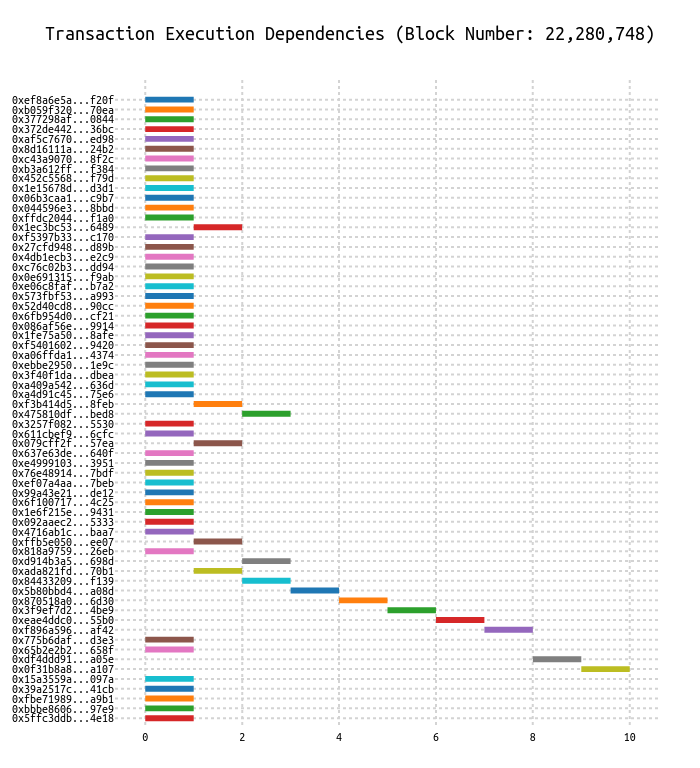 Transaction Execution Dependencies (Block Number: 22,280,748)
0xef8a6e5a...f20f
0xb059f320...70ea
0x377298af...0844
0x372de442...36bc
0xaf5c7670...ed98
0x8d16111a...24b2
0xc43a9070...8f2c
0xb3a612ff...f384
0x452c5568...f79d
0x1e15678d...d3d1
0x06b3caa1...c9b7
0x044596e3...8bbd
0xffdc2044...f1a0
0x1ec3bc53...6489
0xf5397b33...c170
0x27cfd948...d89b
0x4db1ecb3...e2c9
0xc76c02b3...dd94
0x0e691315...f9ab
0xe06c8faf...b7a2
0x573fbf53...a993
0x52d40cd8...90cc
0x6fb954d0...cf21
0x086af56e...9914
0x1fe75a50...8afe
0xf5401602...9420
0xa06ffda1...4374
0xebbe2950...1e9c
0x3f40f1da...dbea
0xa409a542...636d
0xa4d91c45...75e6
0xf3b414d5...8feb
0x475810df...bed8
0x3257f082...5530
0x611cbef9...6cfc
0x079cff2f...57ea
0x637e63de...640f
0xe4999103...3951
0x76e48914...7bdf
0xef07a4aa...7beb
0x99a43e21...de12
0x6f100717...4c25
0x1e6f215e...9431
0x092aaec2...5333
0x4716ab1c...baa7
0xffb5e050...ee07
0x818a9759...26eb
0xd914b3a5...698d
0xada821fd...70b1
0x84433209...f139
0x5b80bbd4...a08d
0x870518a0...6d30
0x3f9ef7d2...4be9
0xeae4ddc0...55b0
0xf896a596...af42
0x775b6daf...d3e3
0x65b2e2b2...658f
0xdf4ddd91...a05e
0x0f31b8a8...a107
0x15a3559a...097a
0x39a2517c...41cb
0xfbe71989...a9b1
0xbbbe8606...97e9
0x5ffc3ddb...4e18
0 2 4 6 8 10